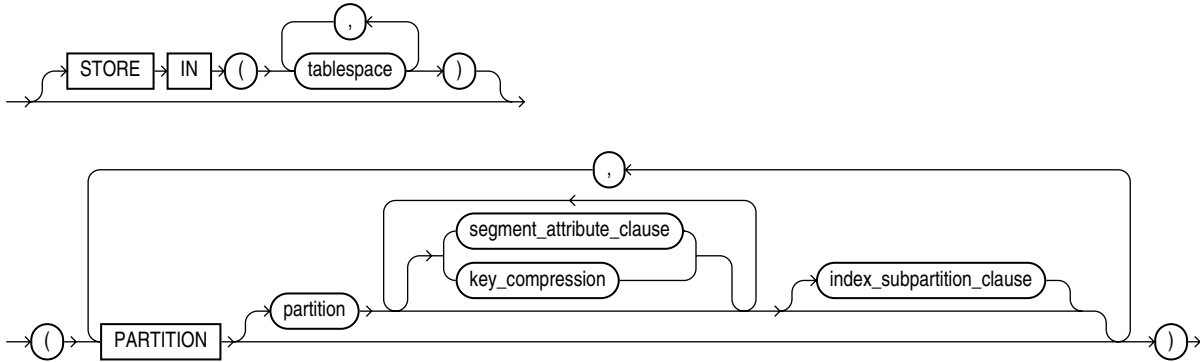 ,
STORE IN ( tablespace )
,
segment_attribute_clause
key_compression
index_subpartition_clause
partition
( PARTITION )